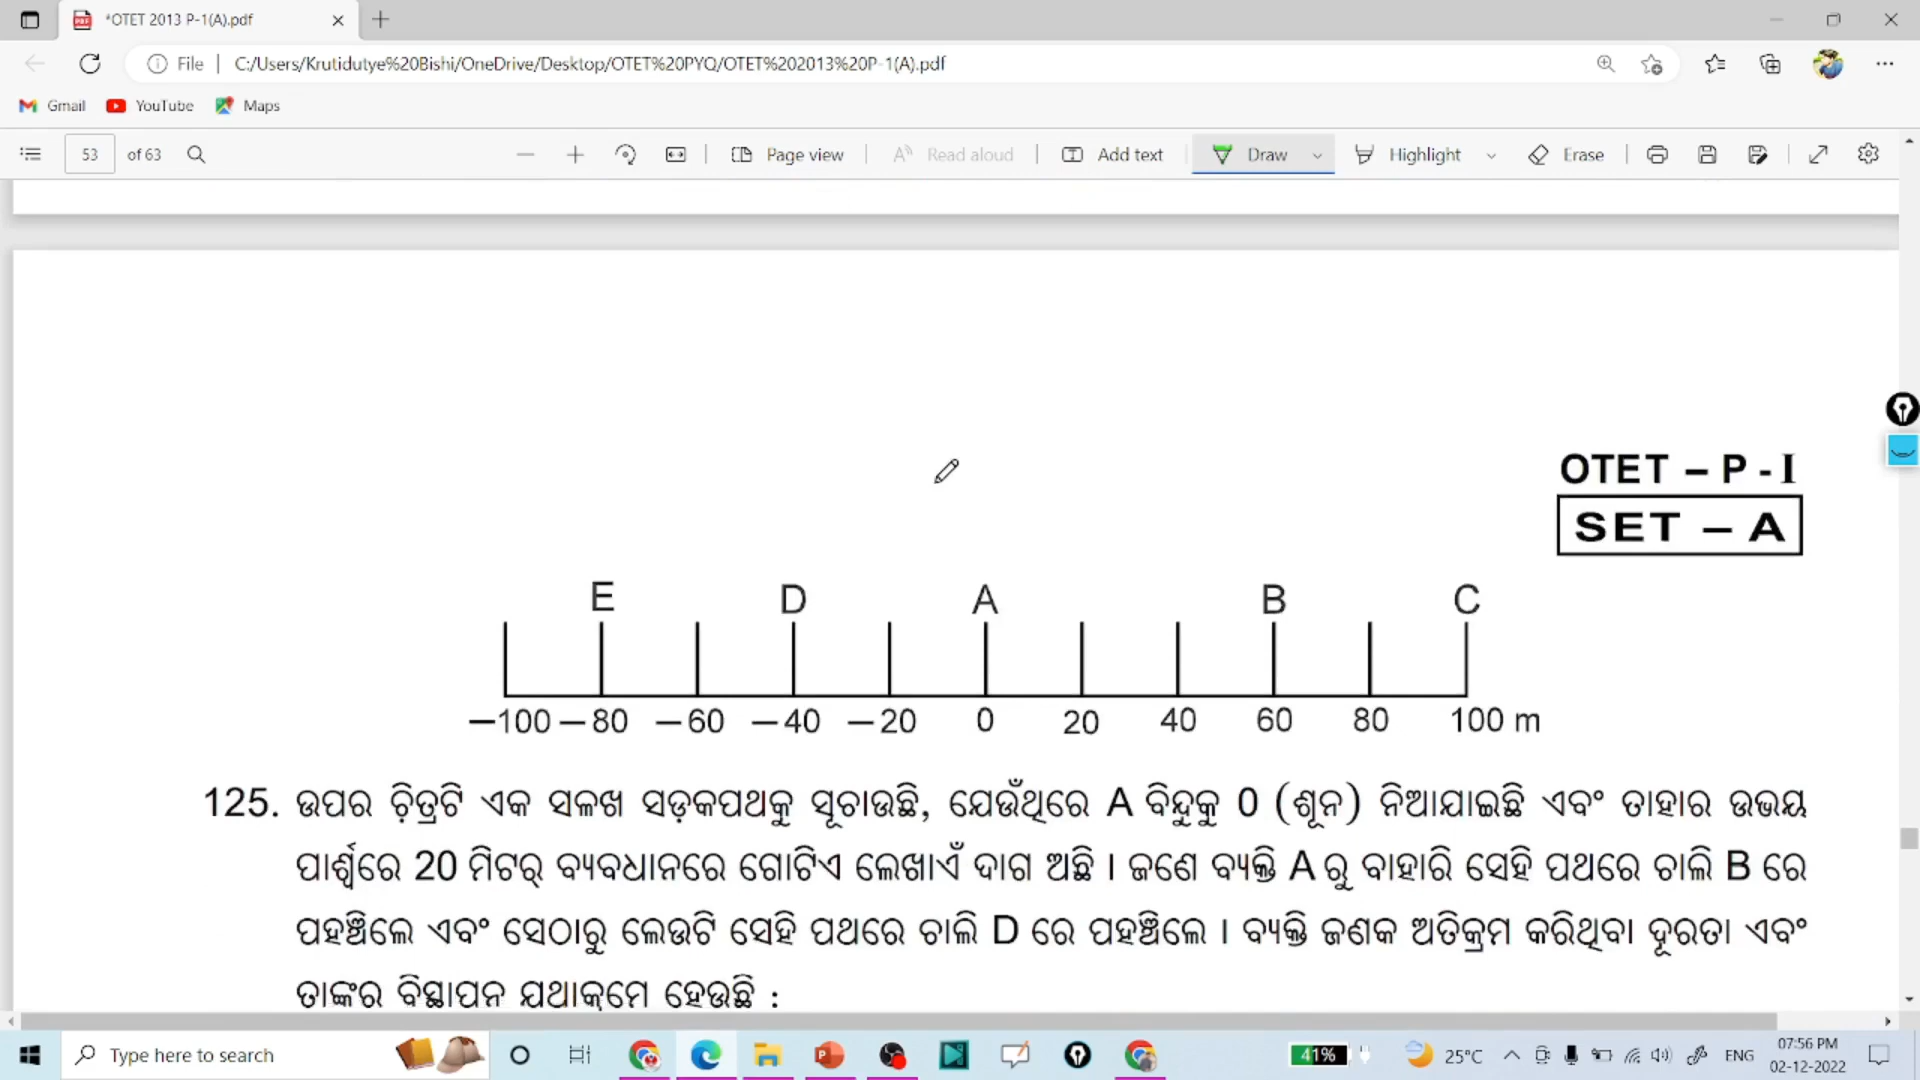 *OTET 2013 P-1(A).pdf
File | C:/Users/Krutidutye%20Bishi/OneDrive/Desktop/OTET%20PYQ/OTET%202013%20P-1(A).pdf
Gmail YouTube Maps
53 of 63 Page view Read aloud Add text Draw Highlight Erase
OTET – P - I
SET – A
E D A B C
–100 –80 –60 –40 –20 0 20 40 60 80 100 m
125. ଉପର ଚ଼ିତ୍ରଟି ଏକ ସଳଖ ସଡ଼କପଥକୁ ସୂଚାଉଛି, ଯେଉଁଥିରେ A ବିନ୍ଦୁକୁ 0 (ଶୂନ) ନିଆଯାଇଛି ଏବଂ ତାହାର ଉଭୟ
ପାର୍ଶ୍ୱରେ 20 ମିଟର୍ ବ୍ୟବଧାନରେ ଗୋଟିଏ ଲେଖାଏଁ ଦାଗ ଅଛି । ଜଣେ ବ୍ୟକ୍ତି A ରୁ ବାହାରି ସେହି ପଥରେ ଚାଲି B ରେ
ପହଞ୍ଚିଲେ ଏବଂ ସେଠାରୁ ଲେଉଟି ସେହି ପଥରେ ଚାଲି D ରେ ପହଞ୍ଚିଲେ । ବ୍ୟକ୍ତି ଜଣକ ଅତିକ୍ରମ କରିଥିବା ଦୂରତା ଏବଂ
ତାଙ୍କର ବିସ୍ଥାପନ ଯଥାକ୍ରମେ ହେଉଛି :
Type here to search
41% 25°C ENG 07:56 PM
02-12-2022